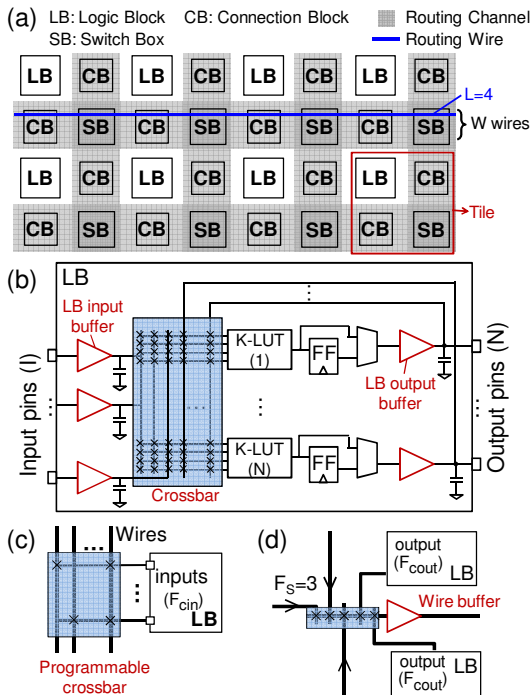 (a) LB: Logic Block CB: Connection Block Routing Channel
SB: Switch Box Routing Wire
LB CB LB CB LB CB LB CB
L=4
CB SB CB SB CB SB CB SB W wires
LB CB LB CB LB CB LB CB
Tile
CB SB CB SB CB SB CB SB
(b) LB
LB input
buffer
Input pins (I)
K-LUT
(1)
FF
LB output
buffer
Output pins (N)
K-LUT
(N)
FF
Crossbar
(c) Wires
inputs
(Fcin)
LB
Programmable
crossbar
(d)
output
(Fcout) LB
FS=3
Wire buffer
output
(Fcout) LB